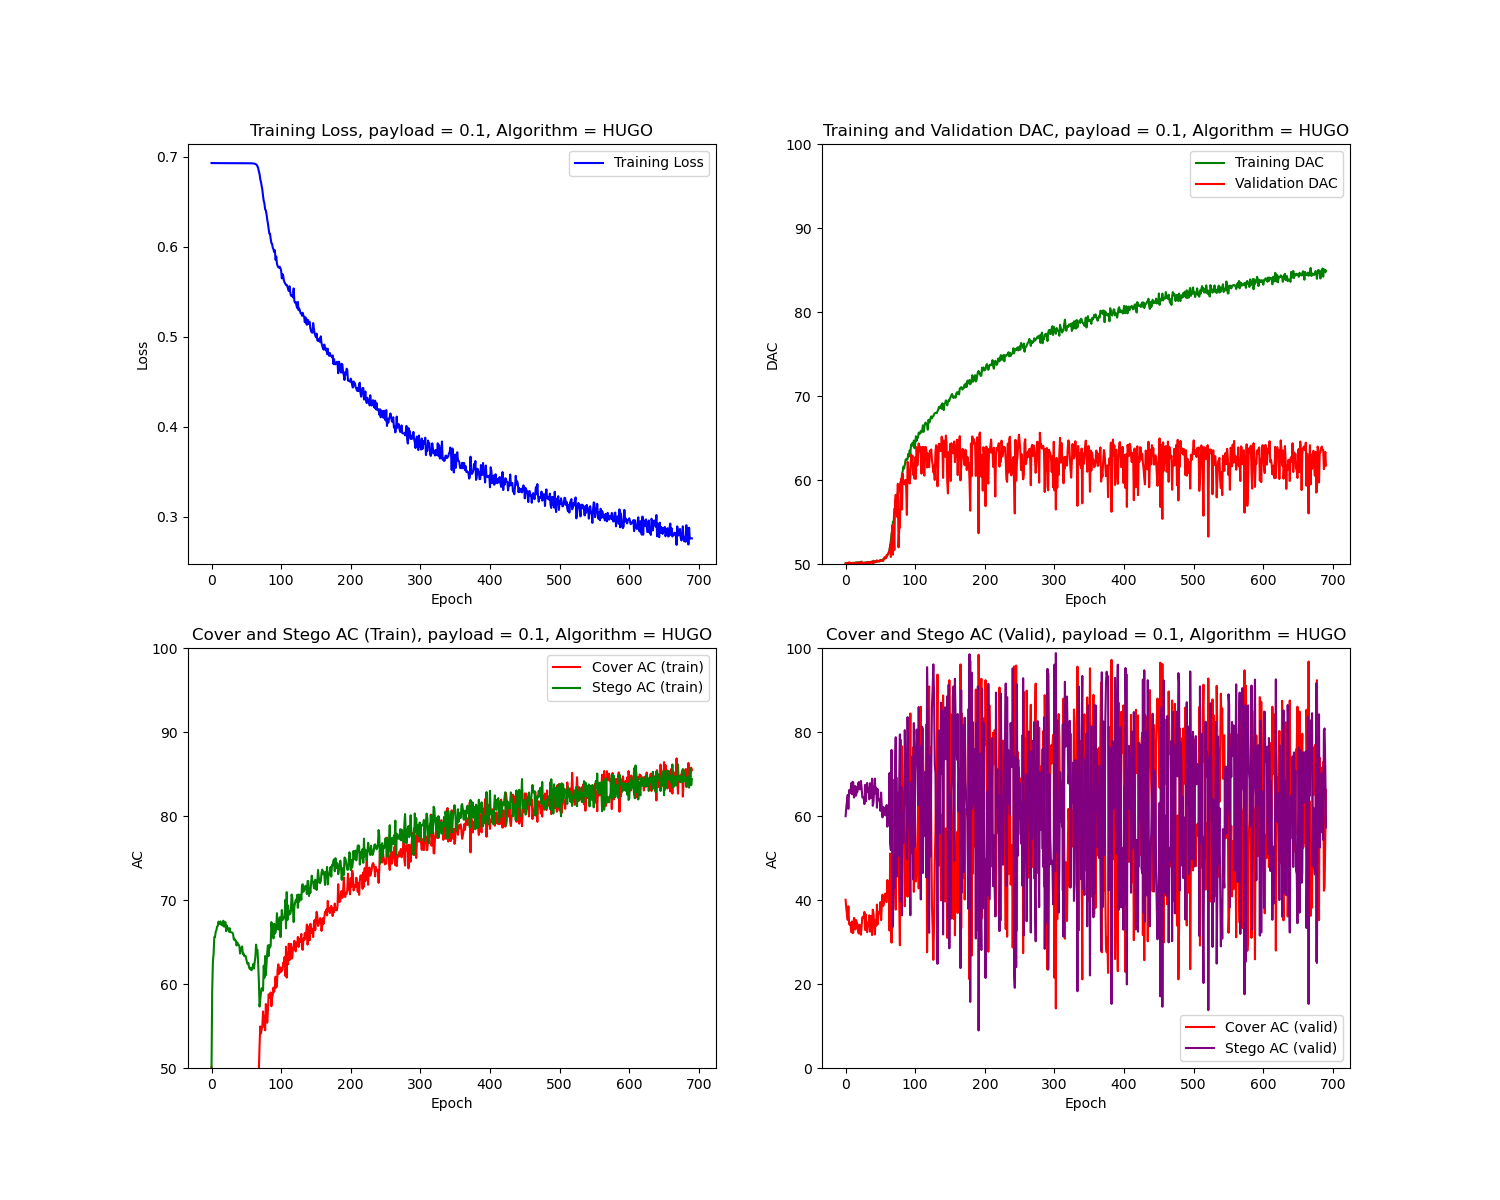 Training Loss, payload = 0.1, Algorithm = HUGO
Training Loss
0.7
0.6
0.5
0.4
0.3
Loss
0 100 200 300 400 500 600 700
Epoch
Training and Validation DAC, payload = 0.1, Algorithm = HUGO
Training DAC
Validation DAC
100
90
80
70
60
50
DAC
0 100 200 300 400 500 600 700
Epoch
Cover and Stego AC (Train), payload = 0.1, Algorithm = HUGO
Cover AC (train)
Stego AC (train)
100
90
80
70
60
50
AC
0 100 200 300 400 500 600 700
Epoch
Cover and Stego AC (Valid), payload = 0.1, Algorithm = HUGO
100
80
60
40
20
0
AC
Cover AC (valid)
Stego AC (valid)
0 100 200 300 400 500 600 700
Epoch